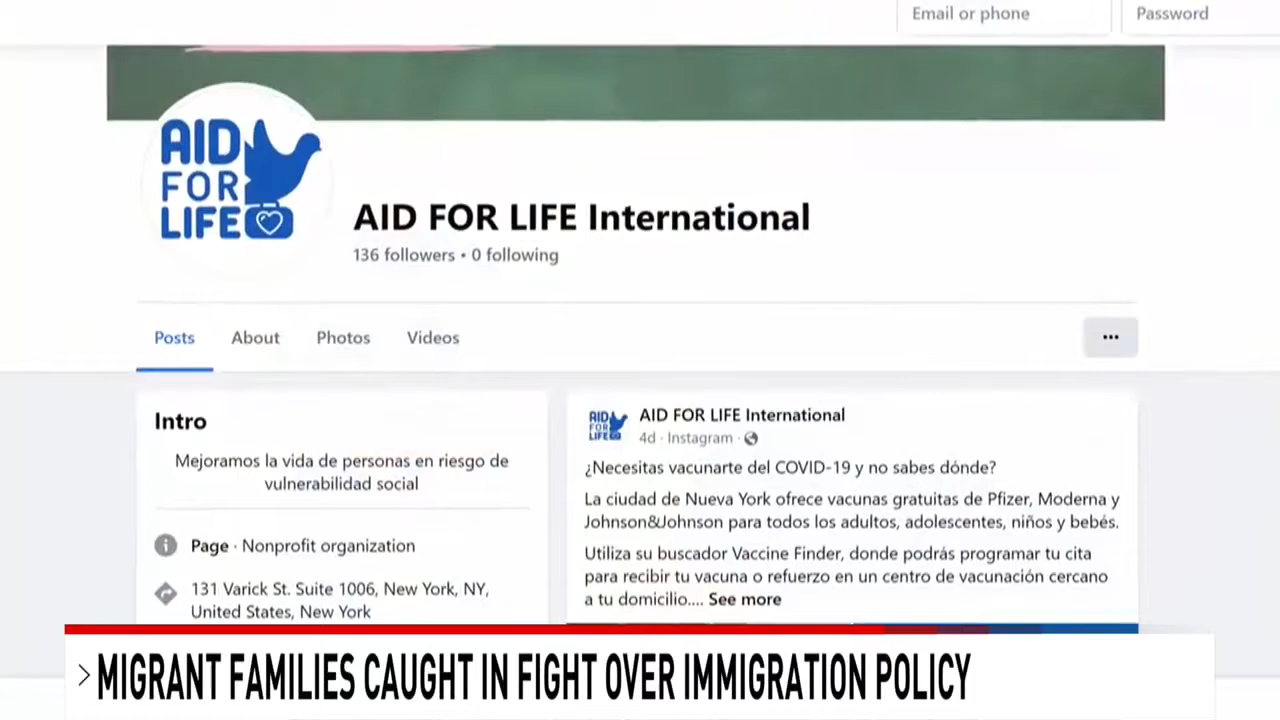 Email or phone
Password
AID
FOR
LIFE
AID FOR LIFE International
136 followers • 0 following
Posts
About
Photos
Videos
Intro
Mejoramos la vida de personas en riesgo de
vulnerabilidad social
Page · Nonprofit organization
131 Varick St. Suite 1006, New York, NY,
United States, New York
AID
FOR
LIFE
AID FOR LIFE International
4d · Instagram ·
¿Necesitas vacunarte del COVID-19 y no sabes dónde?
La ciudad de Nueva York ofrece vacunas gratuitas de Pfizer, Moderna y
Johnson&Johnson para todos los adultos, adolescentes, niños y bebés.
Utiliza su buscador Vaccine Finder, donde podrás programar tu cita
para recibir tu vacuna o refuerzo en un centro de vacunación cercano
a tu domicilio.... See more
> MIGRANT FAMILIES CAUGHT IN FIGHT OVER IMMIGRATION POLICY